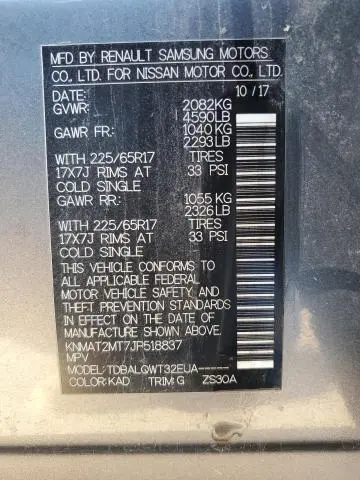 MFD BY RENAULT SAMSUNG MOTORS
CO., LTD. FOR NISSAN MOTOR CO., LTD.
DATE: 10/17
GVWR: 2082KG
4590LB
GAWR FR: 1040KG
2293LB
WITH 225/65R17 TIRES
17X7J RIMS AT 33 PSI
COLD SINGLE
GAWR RR: 1055KG
2326LB
WITH 225/65R17 TIRES
17X7J RIMS AT 33 PSI
COLD SINGLE
THIS VEHICLE CONFORMS TO
ALL APPLICABLE FEDERAL
MOTOR VEHICLE SAFETY AND
THEFT PREVENTION STANDARDS
IN EFFECT ON THE DATE OF
MANUFACTURE SHOWN ABOVE.
KNMAT2MT7JP518837
MPV
MODEL: TDBALQWT32EUA-----
COLOR: KAD TRIM: G ZS30A